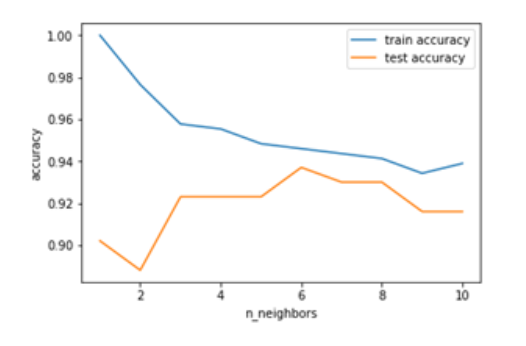 1.00
0.98
0.96
0.94
0.92
0.90
accuracy
train accuracy
test accuracy
2 4 6 8 10
n_neighbors